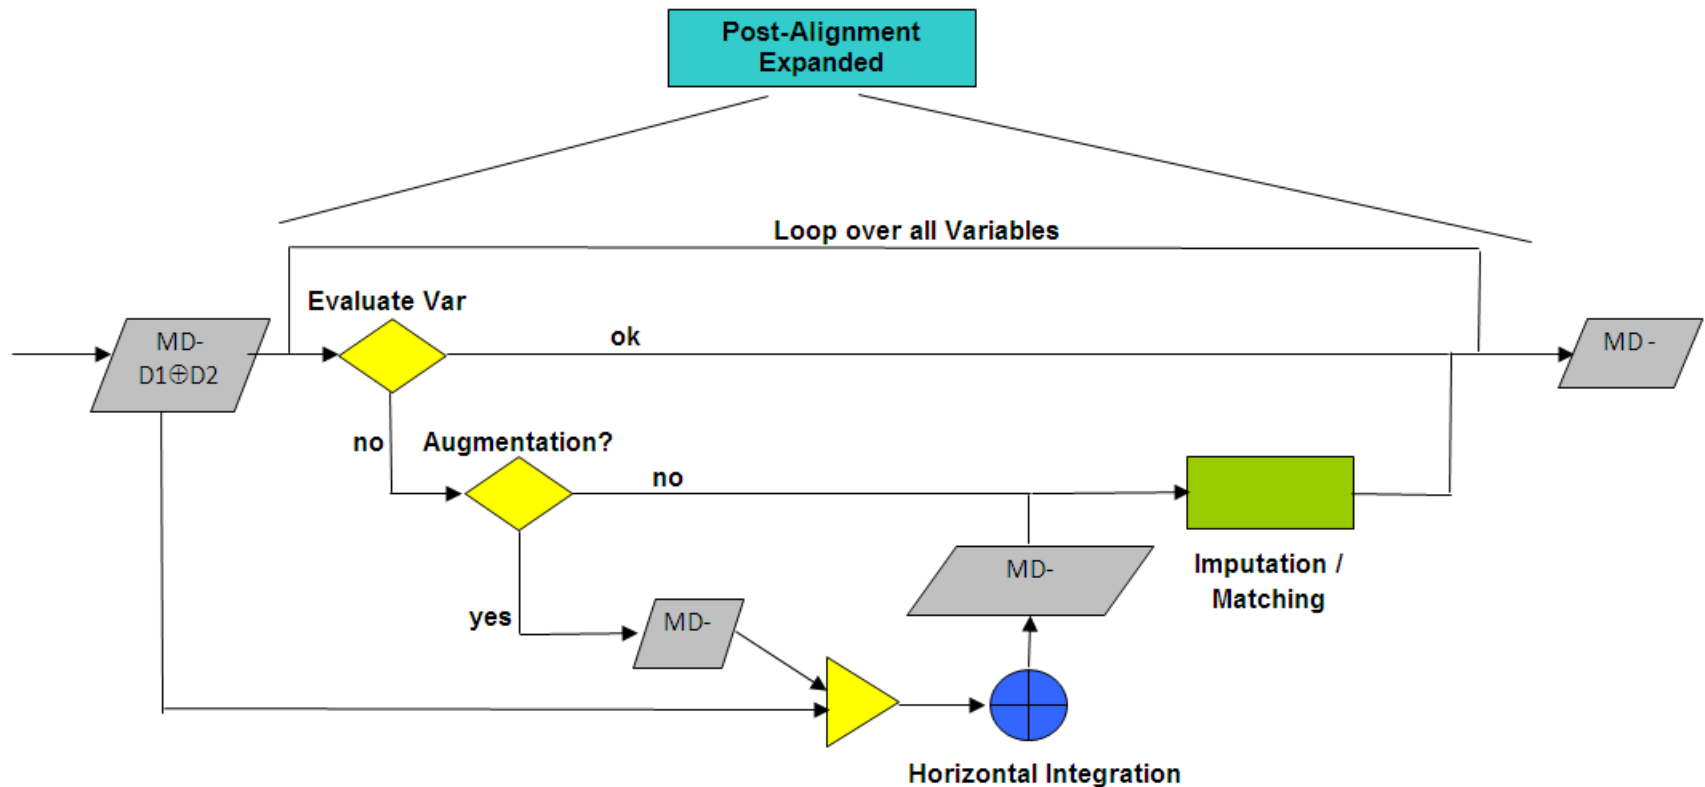 Post-Alignment
Expanded
Loop over all Variables
Evaluate Var
ok
MD-
D1⊕D2
MD -
no
Augmentation?
no
MD-
Imputation /
Matching
yes
MD-
Horizontal Integration